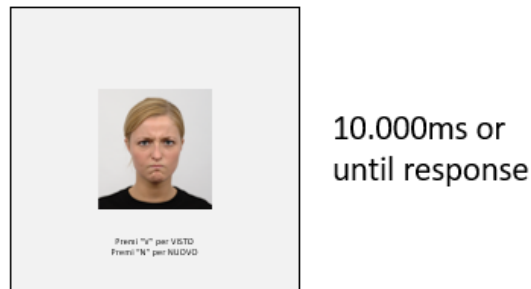 10.000ms or
until response
Premi "V" per VISTO
Premi "N" per NUOVO